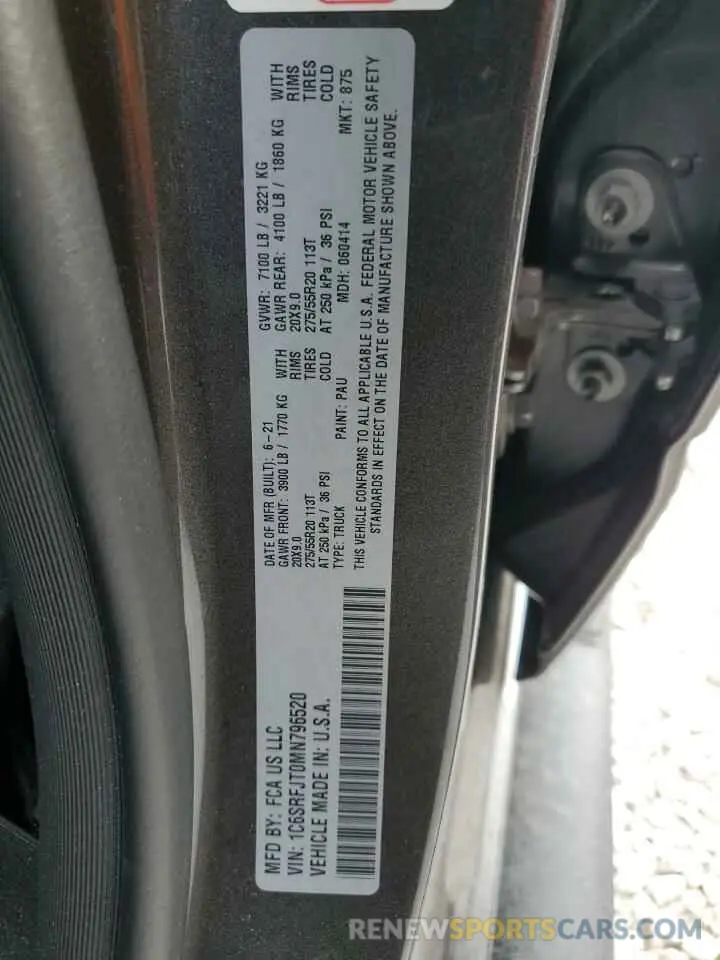 MFD BY: FCA US LLC
VIN: 1C6SRFJT0MN796520
VEHICLE MADE IN: U.S.A.
DATE OF MFR (BUILT): 6-21
GAWR FRONT: 3900 LB / 1770 KG WITH
20X9.0 RIMS
275/55R20 113T TIRES
AT 250 kPa / 36 PSI COLD
TYPE: TRUCK PAINT: PAU
GVWR: 7100 LB / 3221 KG
GAWR REAR: 4100 LB / 1860 KG WITH
20X9.0 RIMS
275/55R20 113T TIRES
AT 250 kPa / 36 PSI COLD
MDH: 060414 MKT: 875
THIS VEHICLE CONFORMS TO ALL APPLICABLE U.S.A. FEDERAL MOTOR VEHICLE SAFETY
STANDARDS IN EFFECT ON THE DATE OF MANUFACTURE SHOWN ABOVE.
RENEWSPORTSCARS.COM